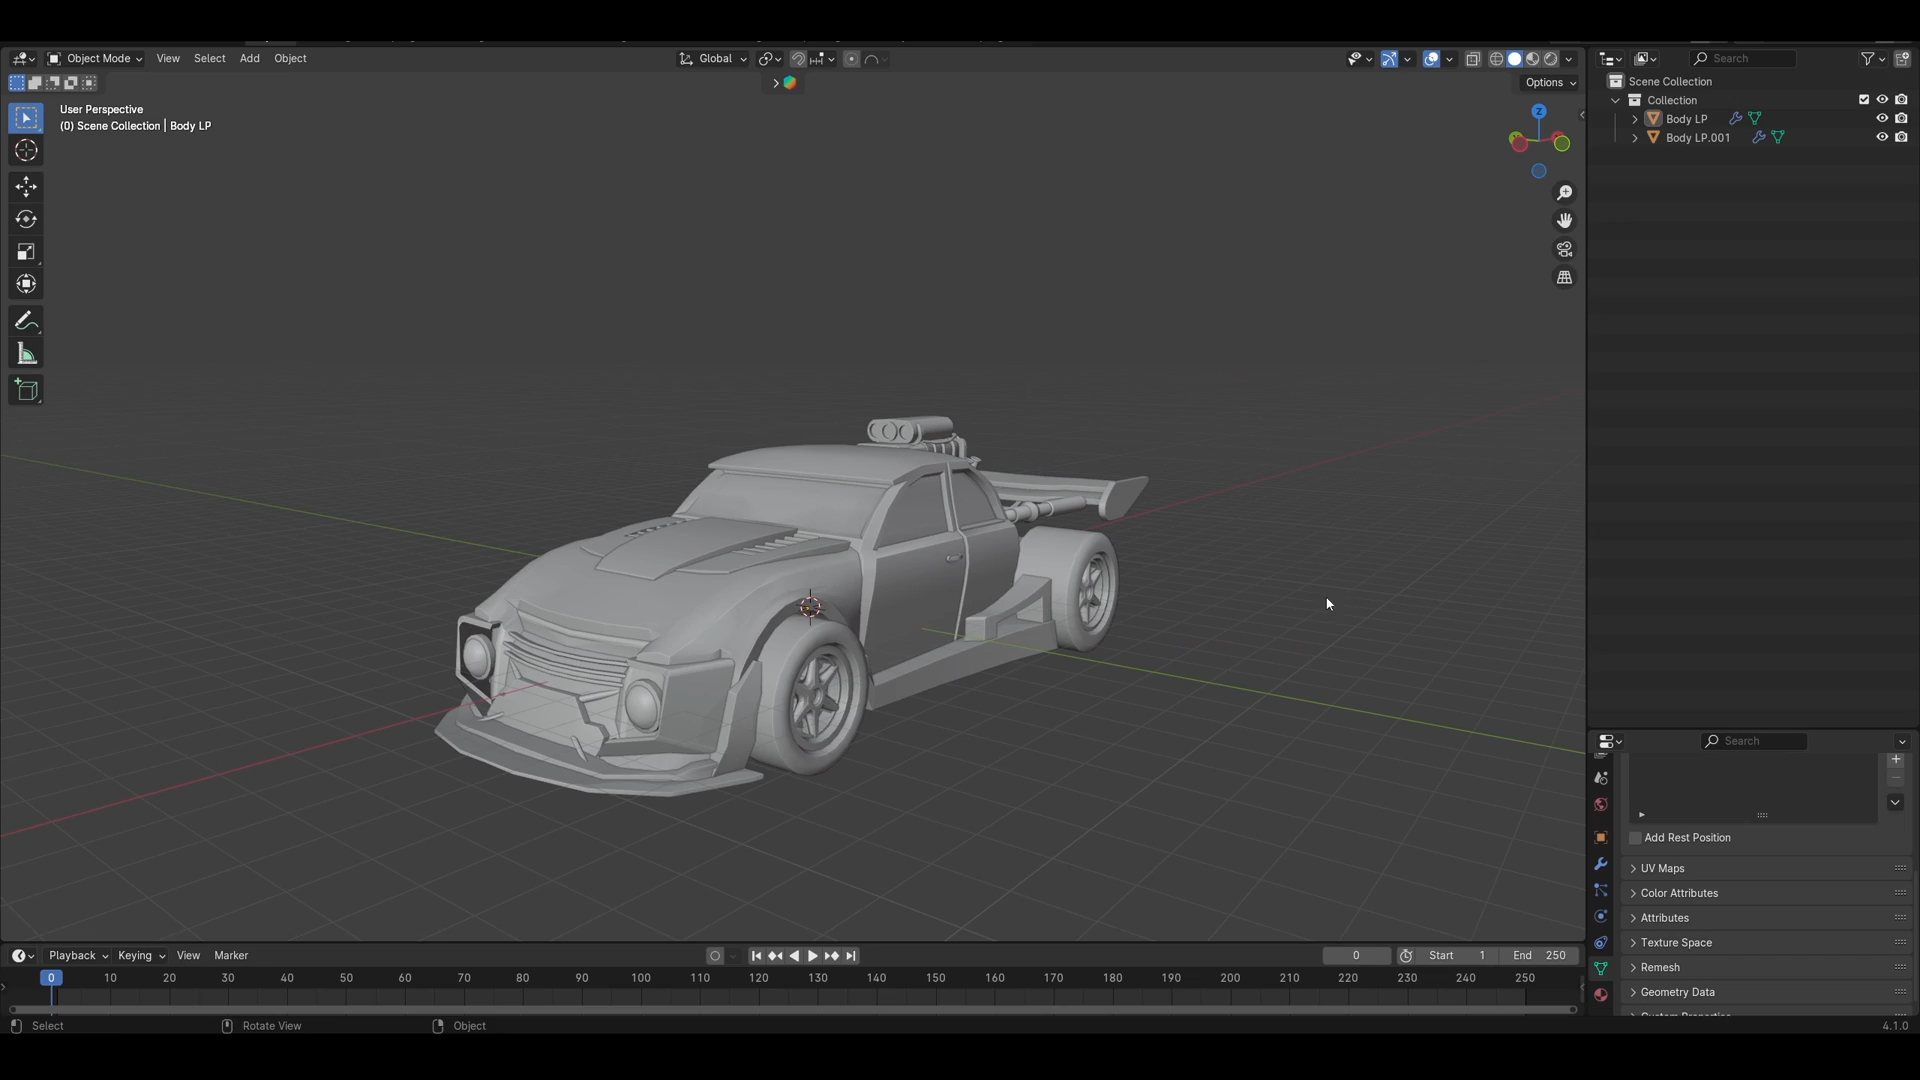 Object Mode View Select Add Object Global Search
Options
User Perspective
(0) Scene Collection | Body LP
Z
Scene Collection
Collection
Body LP
Body LP.001
Search
Add Rest Position
UV Maps
Color Attributes
Attributes
Texture Space
Remesh
Geometry Data
Custom Properties
Playback Keying View Marker 0 Start 1 End 250
0 10 20 30 40 50 60 70 80 90 100 110 120 130 140 150 160 170 180 190 200 210 220 230 240 250
Select Rotate View Object 4.1.0